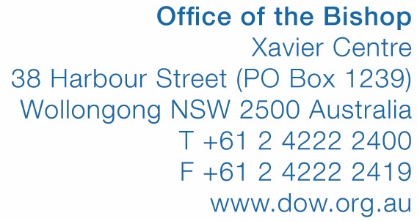 Office of the Bishop
Xavier Centre
38 Harbour Street (PO Box 1239)
Wollongong NSW 2500 Australia
T +61 2 4222 2400
F +61 2 4222 2419
www.dow.org.au